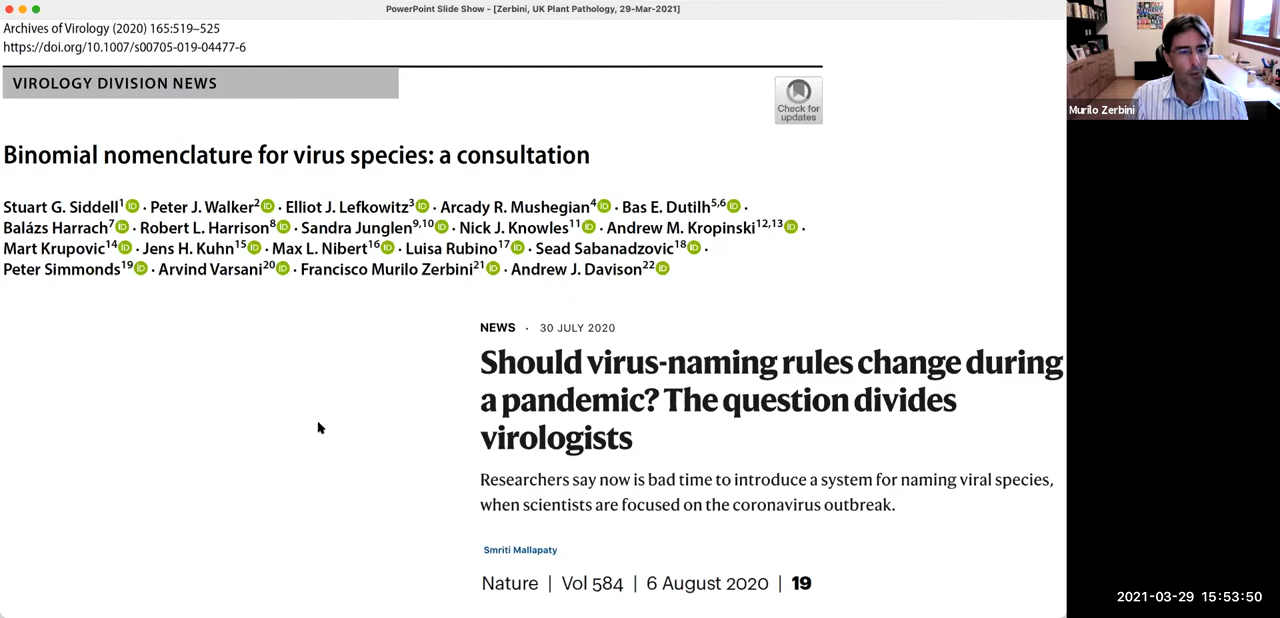 PowerPoint Slide Show - [Zerbini, UK Plant Pathology, 29-Mar-2021]
Archives of Virology (2020) 165:519–525
https://doi.org/10.1007/s00705-019-04477-6
VIROLOGY DIVISION NEWS
Check for
updates
Binomial nomenclature for virus species: a consultation
Stuart G. Siddell1 · Peter J. Walker2 · Elliot J. Lefkowitz3 · Arcady R. Mushegian4 · Bas E. Dutilh5,6 ·
Balázs Harrach7 · Robert L. Harrison8 · Sandra Junglen9,10 · Nick J. Knowles11 · Andrew M. Kropinski12,13 ·
Mart Krupovic14 · Jens H. Kuhn15 · Max L. Nibert16 · Luisa Rubino17 · Sead Sabanadzovic18 ·
Peter Simmonds19 · Arvind Varsani20 · Francisco Murilo Zerbini21 · Andrew J. Davison22
NEWS · 30 JULY 2020
Should virus-naming rules change during
a pandemic? The question divides
virologists
Researchers say now is bad time to introduce a system for naming viral species,
when scientists are focused on the coronavirus outbreak.
Smriti Mallapaty
Nature | Vol 584 | 6 August 2020 | 19
Murilo Zerbini
2021-03-29 15:53:50